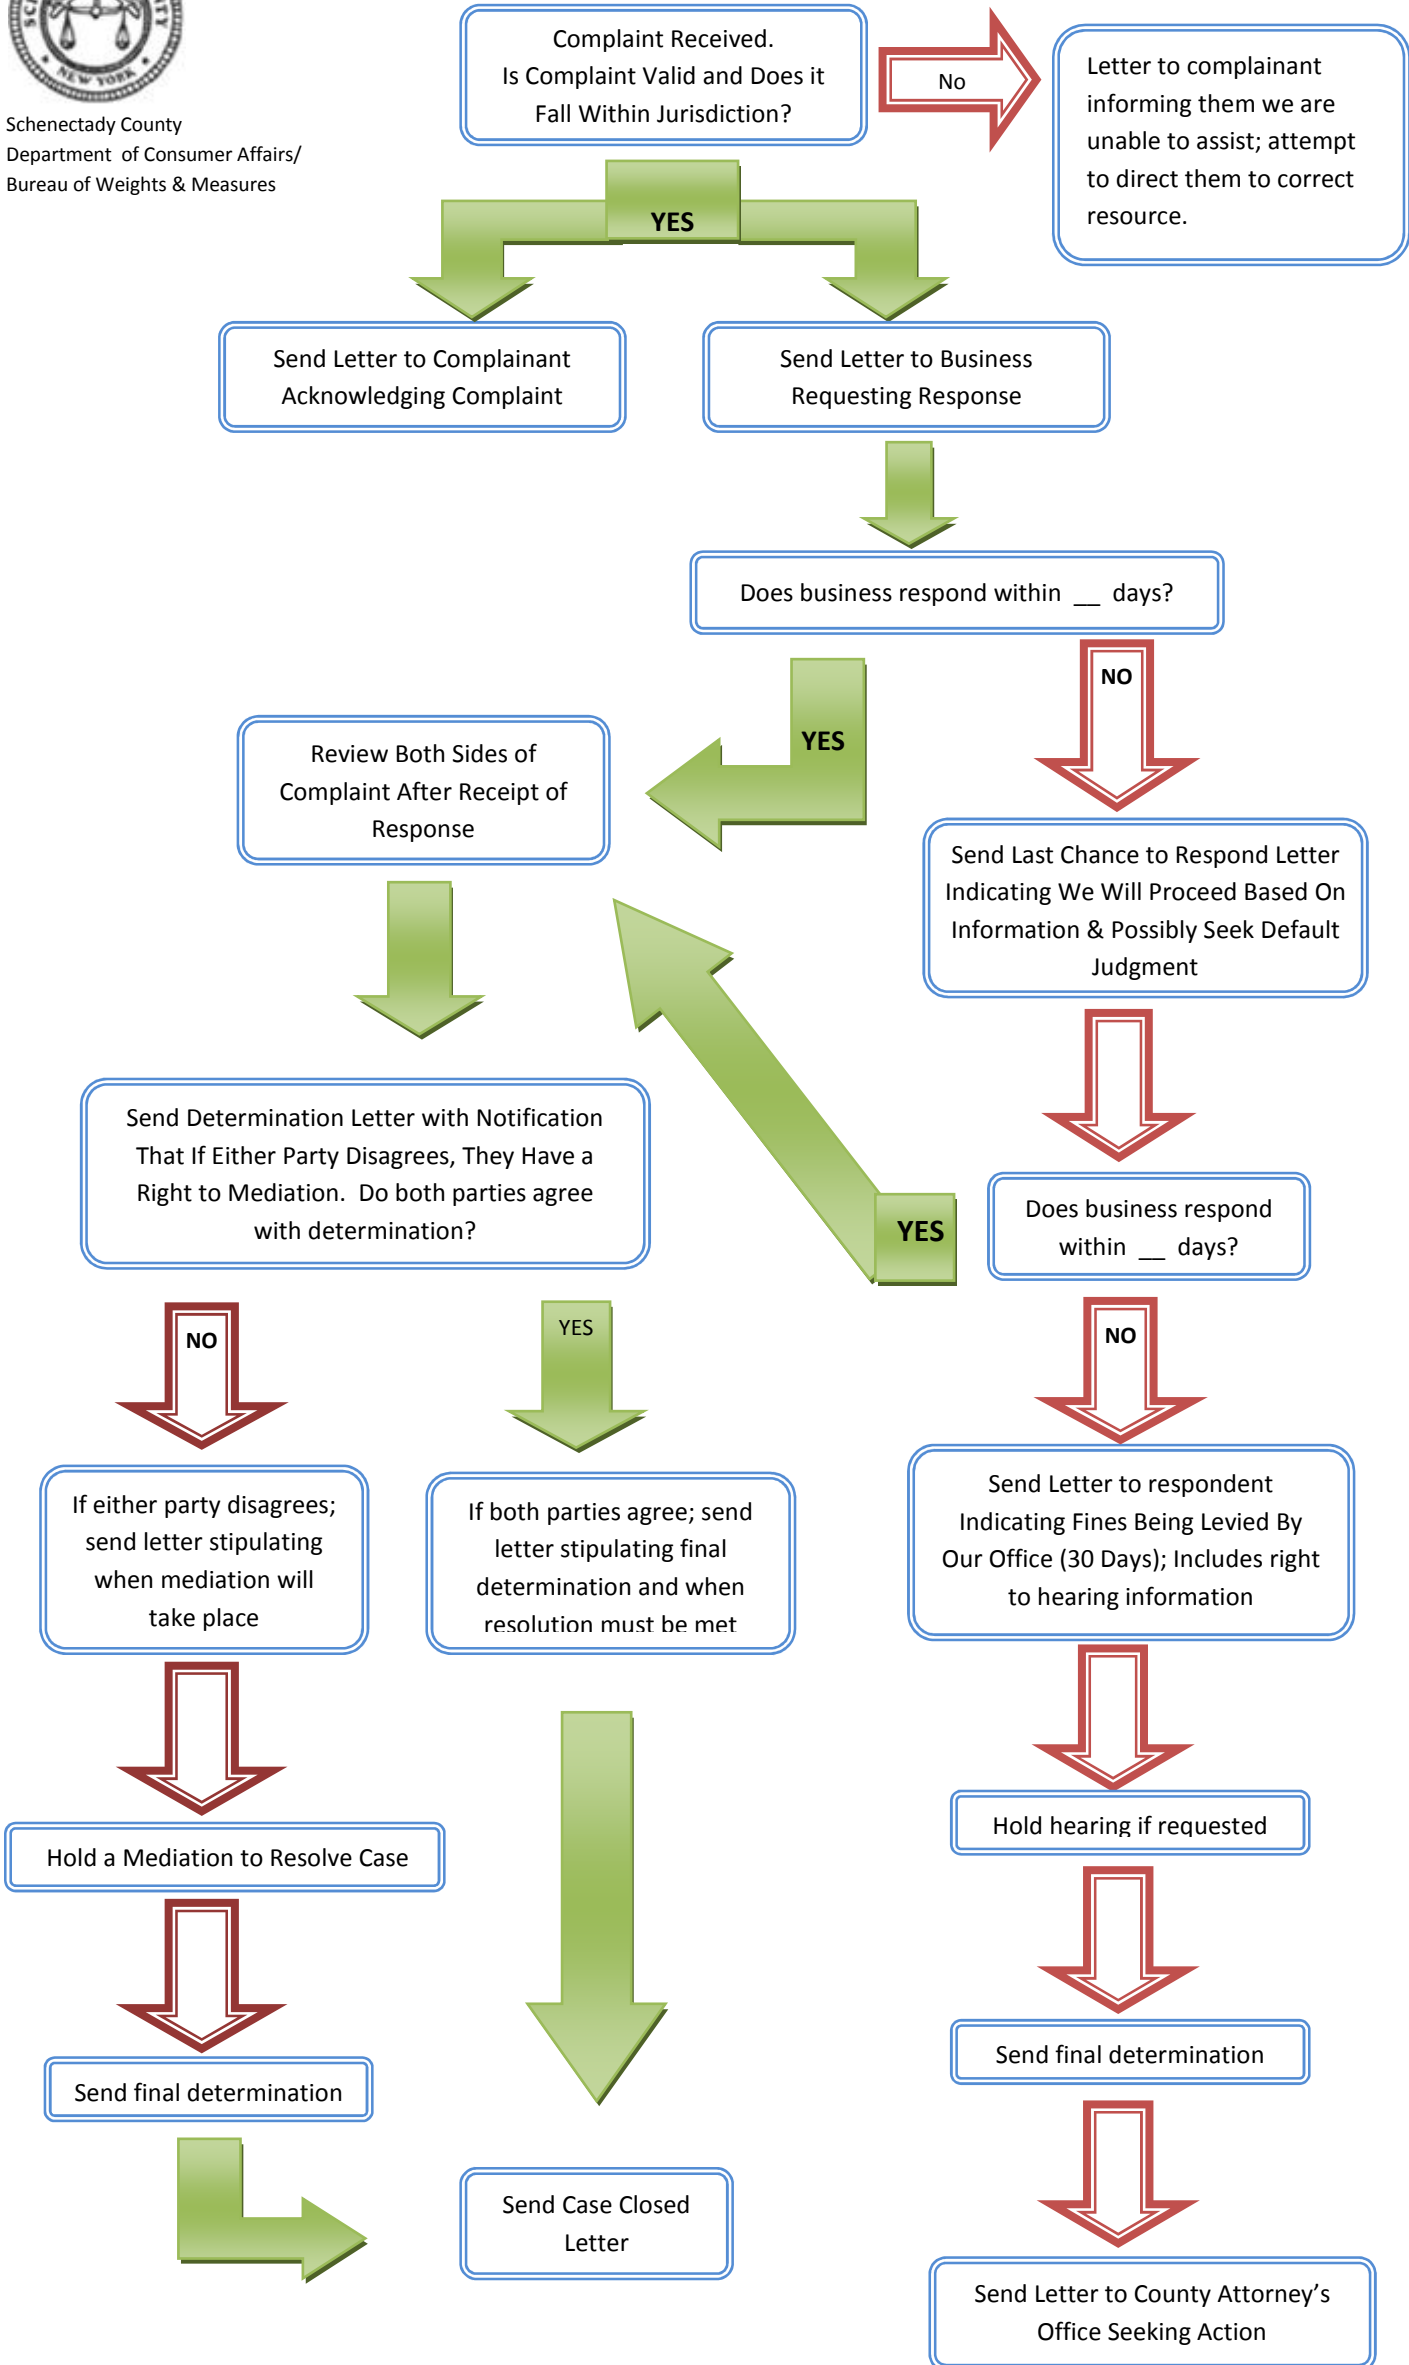 NEW YORK
Schenectady County
Department of Consumer Affairs/
Bureau of Weights & Measures
Complaint Received.
Is Complaint Valid and Does it
Fall Within Jurisdiction?
No
Letter to complainant
informing them we are
unable to assist; attempt
to direct them to correct
resource.
YES
Send Letter to Complainant
Acknowledging Complaint
Send Letter to Business
Requesting Response
Does business respond within __ days?
YES
NO
Review Both Sides of
Complaint After Receipt of
Response
Send Last Chance to Respond Letter
Indicating We Will Proceed Based On
Information & Possibly Seek Default
Judgment
Send Determination Letter with Notification
That If Either Party Disagrees, They Have a
Right to Mediation. Do both parties agree
with determination?
YES
Does business respond
within __ days?
NO
YES
NO
If either party disagrees;
send letter stipulating
when mediation will
take place
If both parties agree; send
letter stipulating final
determination and when
resolution must be met
Send Letter to respondent
Indicating Fines Being Levied By
Our Office (30 Days); Includes right
to hearing information
Hold a Mediation to Resolve Case
Hold hearing if requested
Send final determination
Send final determination
Send Case Closed
Letter
Send Letter to County Attorney’s
Office Seeking Action